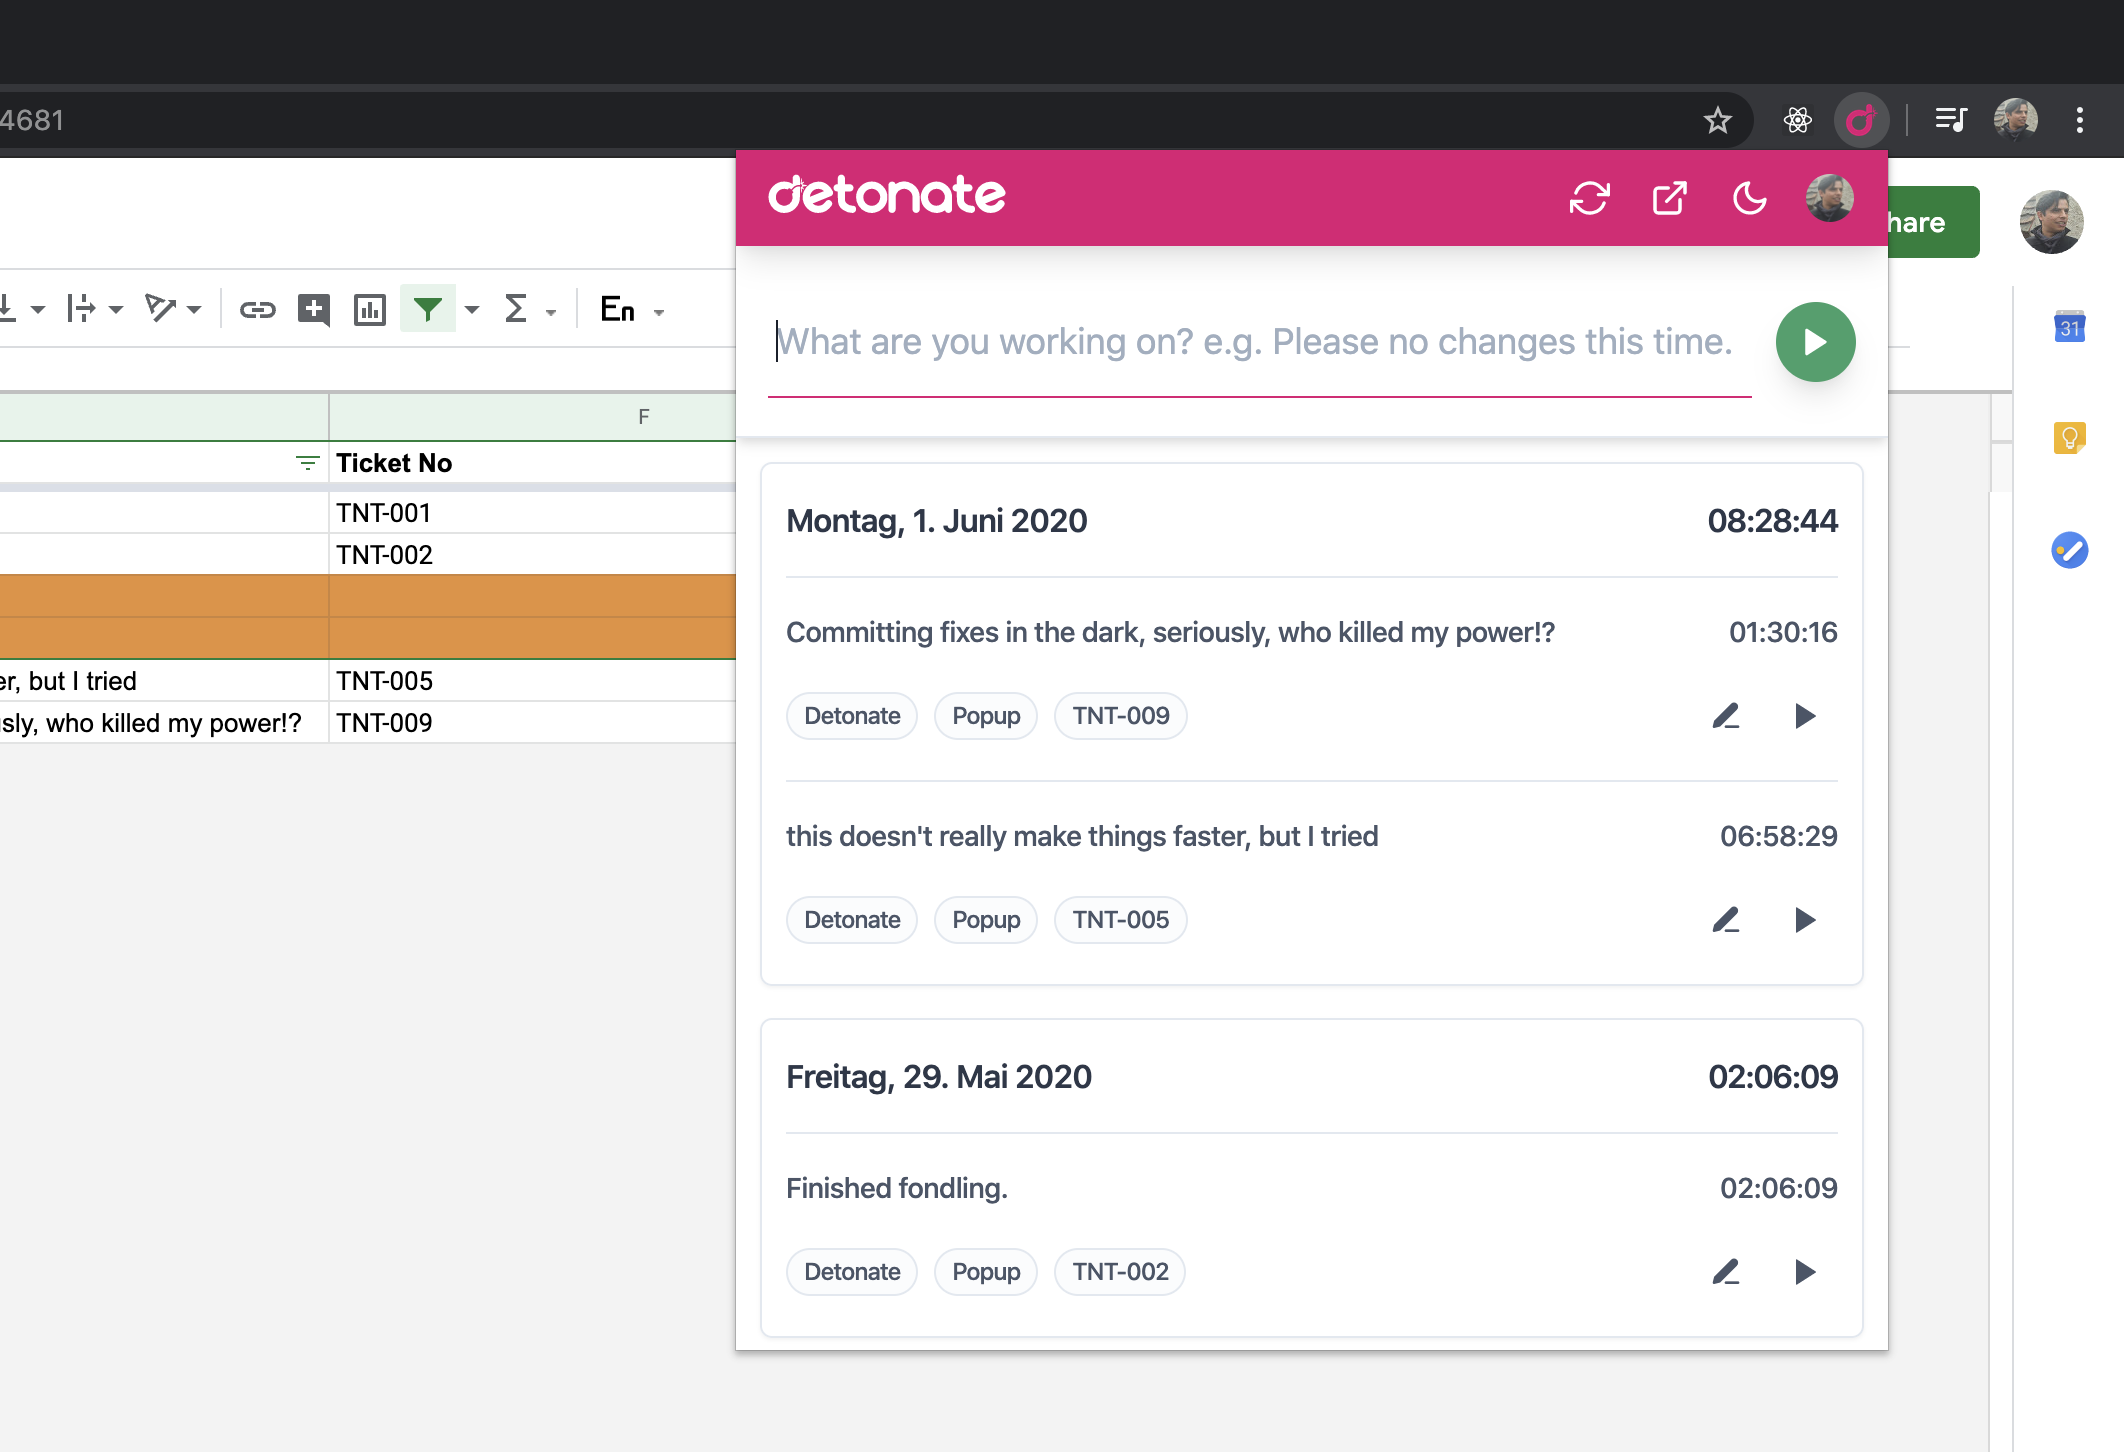 4681
detonate
hare
En
What are you working on? e.g. Please no changes this time.
31
F
Ticket No
TNT-001
TNT-002
er, but I tried TNT-005
sly, who killed my power!? TNT-009
Montag, 1. Juni 2020 08:28:44
Committing fixes in the dark, seriously, who killed my power!? 01:30:16
Detonate Popup TNT-009
this doesn't really make things faster, but I tried 06:58:29
Detonate Popup TNT-005
Freitag, 29. Mai 2020 02:06:09
Finished fondling. 02:06:09
Detonate Popup TNT-002